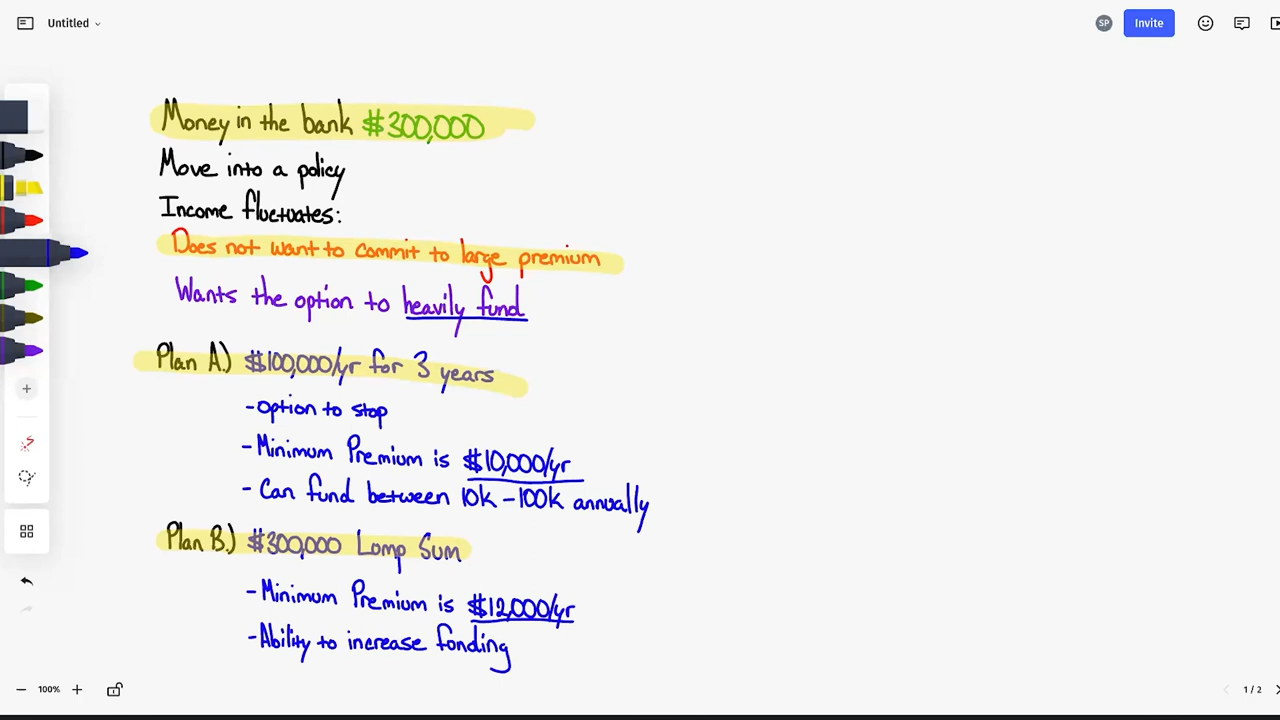 Untitled
SP
Invite
Money in the bank $300,000
Move into a policy
Income fluctuates:
Does not want to commit to large premium
Wants the option to heavily fund
Plan A.) $100,000/yr for 3 years
- Option to stop
- Minimum Premium is $10,000/yr
- Can fund between 10k - 100k annually
Plan B.) $300,000 Lomp Sum
- Minimum Premium is $12,000/yr
- Ability to increase fonding
100%
1 / 2